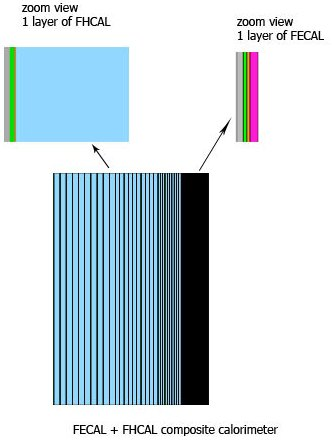 zoom view
1 layer of FHCAL
zoom view
1 layer of FECAL
FECAL + FHCAL composite calorimeter